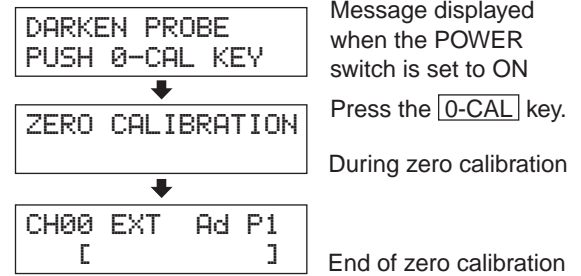 DARKEN PROBE
PUSH 0-CAL KEY
Message displayed
when the POWER
switch is set to ON
Press the 0-CAL key.
ZERO CALIBRATION
During zero calibration
CH00 EXT Ad P1
[ ]
End of zero calibration